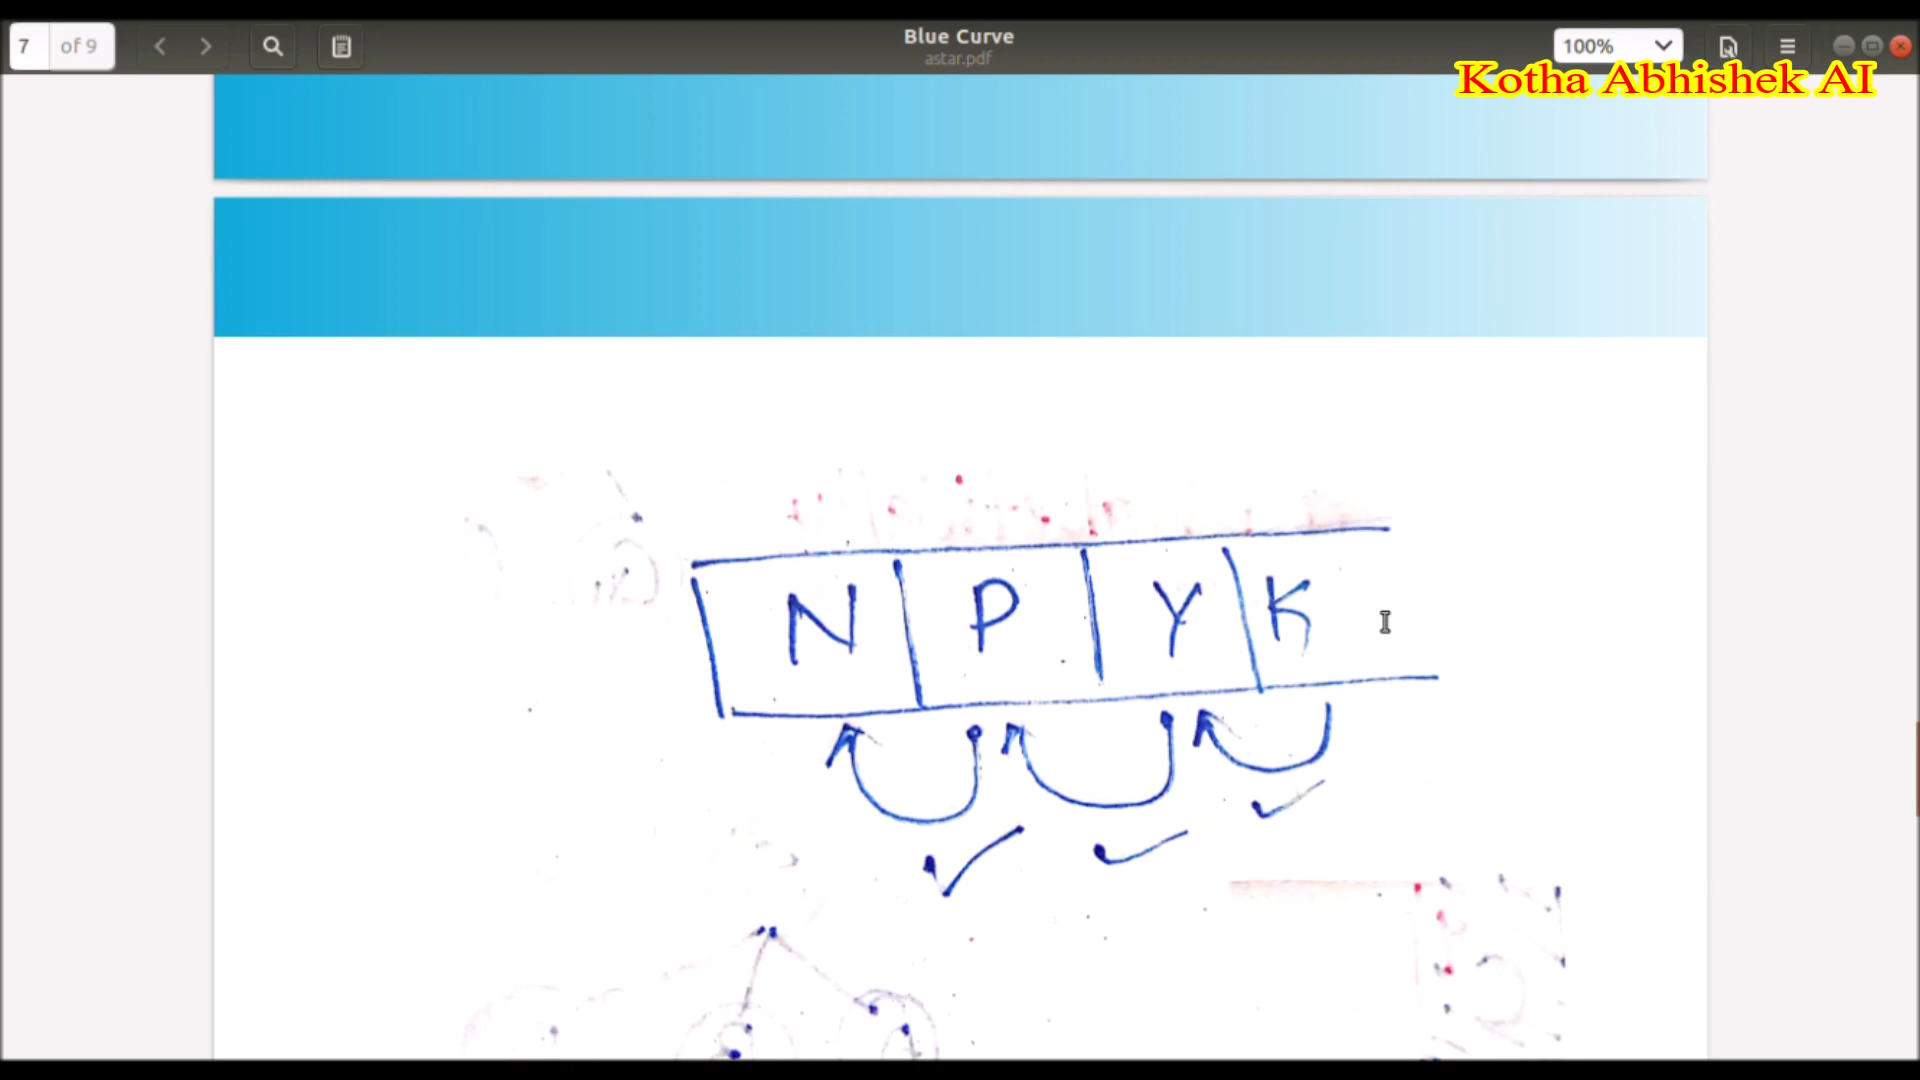 7 of 9
Blue Curve
astar.pdf
100%
Kotha Abhishek AI
N P Y K